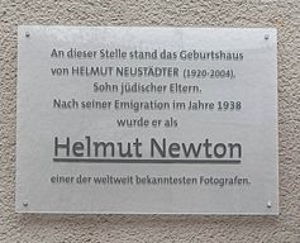 An dieser Stelle stand das Geburtshaus
von HELMUT NEUSTÄDTER (1920-2004),
Sohn jüdischer Eltern.
Nach seiner Emigration im Jahre 1938
wurde er als
Helmut Newton
einer der weltweit bekanntesten Fotografen.